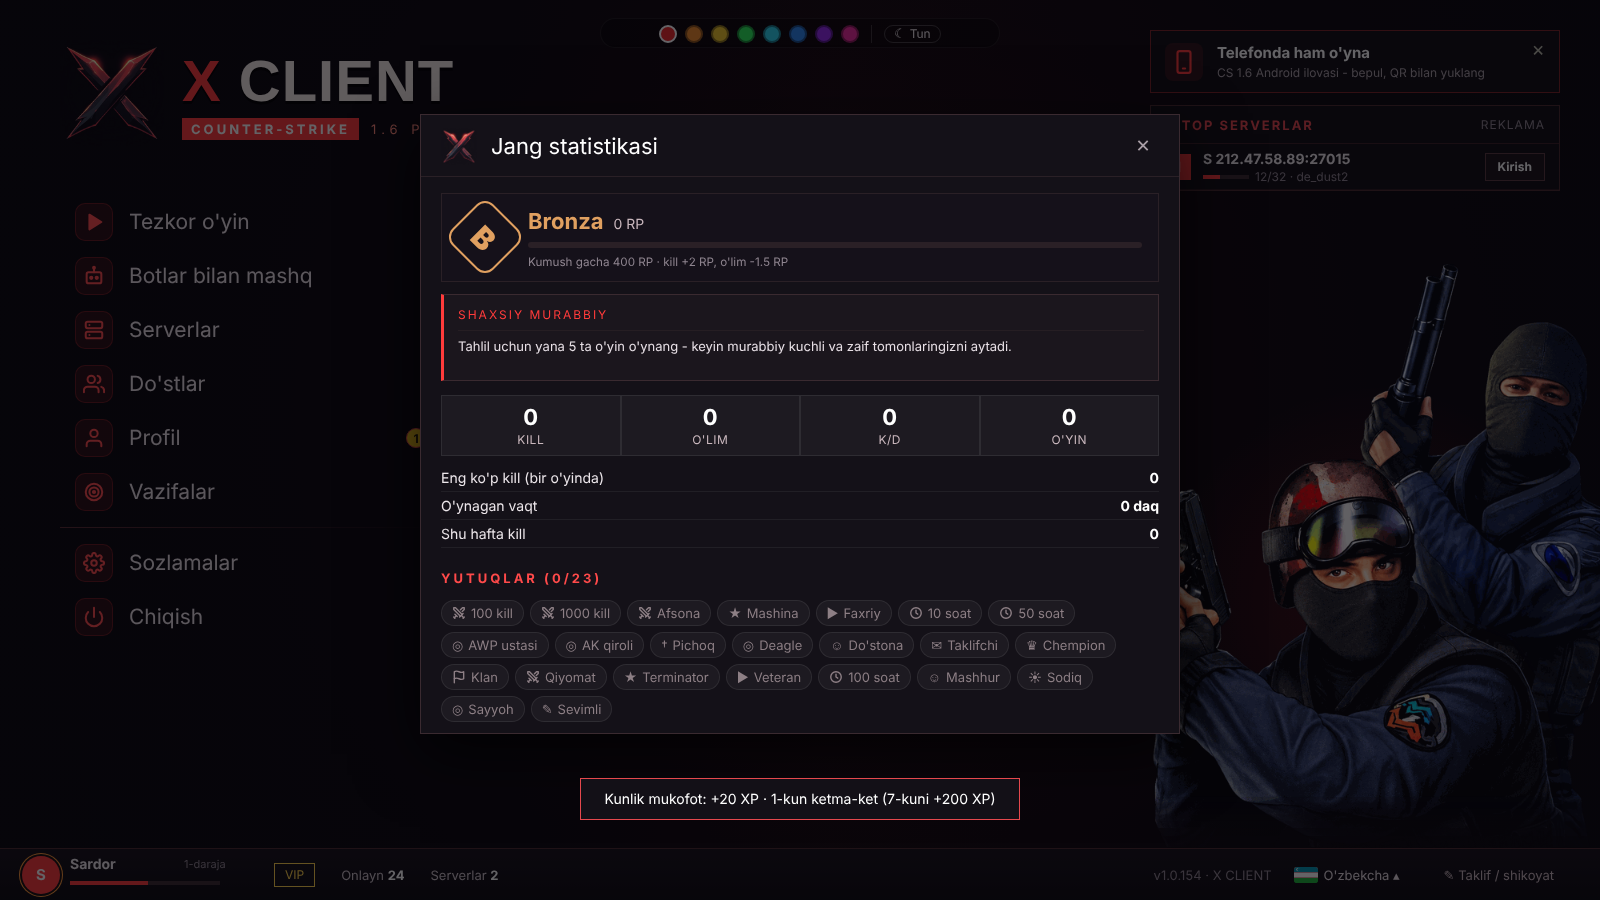 ☾ Tun
X CLIENT
COUNTER-STRIKE 1.6 P
Telefonda ham o'yna ✕
CS 1.6 Android ilovasi - bepul, QR bilan yuklang
TOP SERVERLAR REKLAMA
S 212.47.58.89:27015
12/32 · de_dust2
Kirish
Tezkor o'yin
Botlar bilan mashq
Serverlar
Do'stlar
Profil 1
Vazifalar
Sozlamalar
Chiqish
Jang statistikasi ✕
B
Bronza 0 RP
Kumush gacha 400 RP · kill +2 RP, o'lim -1.5 RP
SHAXSIY MURABBIY
Tahlil uchun yana 5 ta o'yin o'ynang - keyin murabbiy kuchli va zaif tomonlaringizni aytadi.
0 0 0 0
KILL O'LIM K/D O'YIN
Eng ko'p kill (bir o'yinda) 0
O'ynagan vaqt 0 daq
Shu hafta kill 0
YUTUQLAR (0/23)
100 kill 1000 kill Afsona ★ Mashina ▶ Faxriy 10 soat 50 soat
◎ AWP ustasi ◎ AK qiroli † Pichoq ◎ Deagle ☺ Do'stona ✉ Taklifchi ♛ Chempion
Klan Qiyomat ★ Terminator ▶ Veteran 100 soat ☺ Mashhur ☀ Sodiq
◎ Sayyoh ✎ Sevimli
Kunlik mukofot: +20 XP · 1-kun ketma-ket (7-kuni +200 XP)
S
Sardor 1-daraja
VIP
Onlayn 24
Serverlar 2
v1.0.154 · X CLIENT
O'zbekcha ▴
✎ Taklif / shikoyat